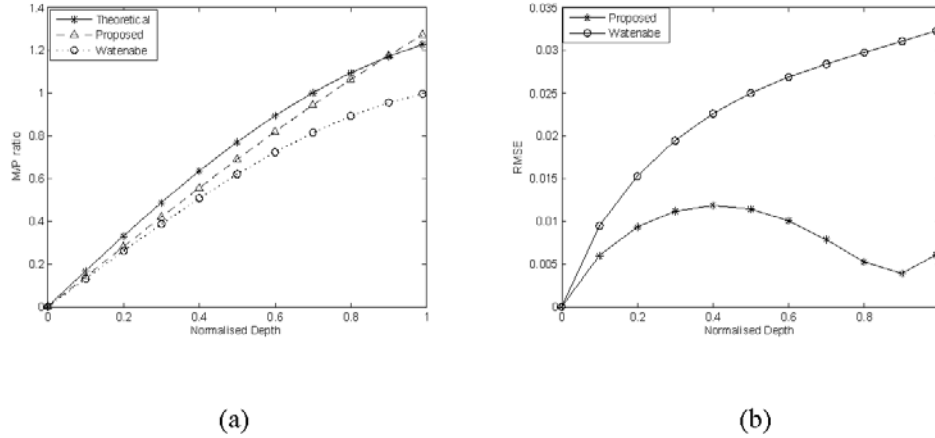 1.4
1.2
1
0.8
0.6
0.4
0.2
0
M/P ratio
Theoretical
Proposed
Watenabe
0 0.2 0.4 0.6 0.8 1
Normalised Depth
(a)
0.035
0.03
0.025
0.02
0.015
0.01
0.005
0
RMSE
Proposed
Watenabe
0 0.2 0.4 0.6 0.8
Normalised Depth
(b)